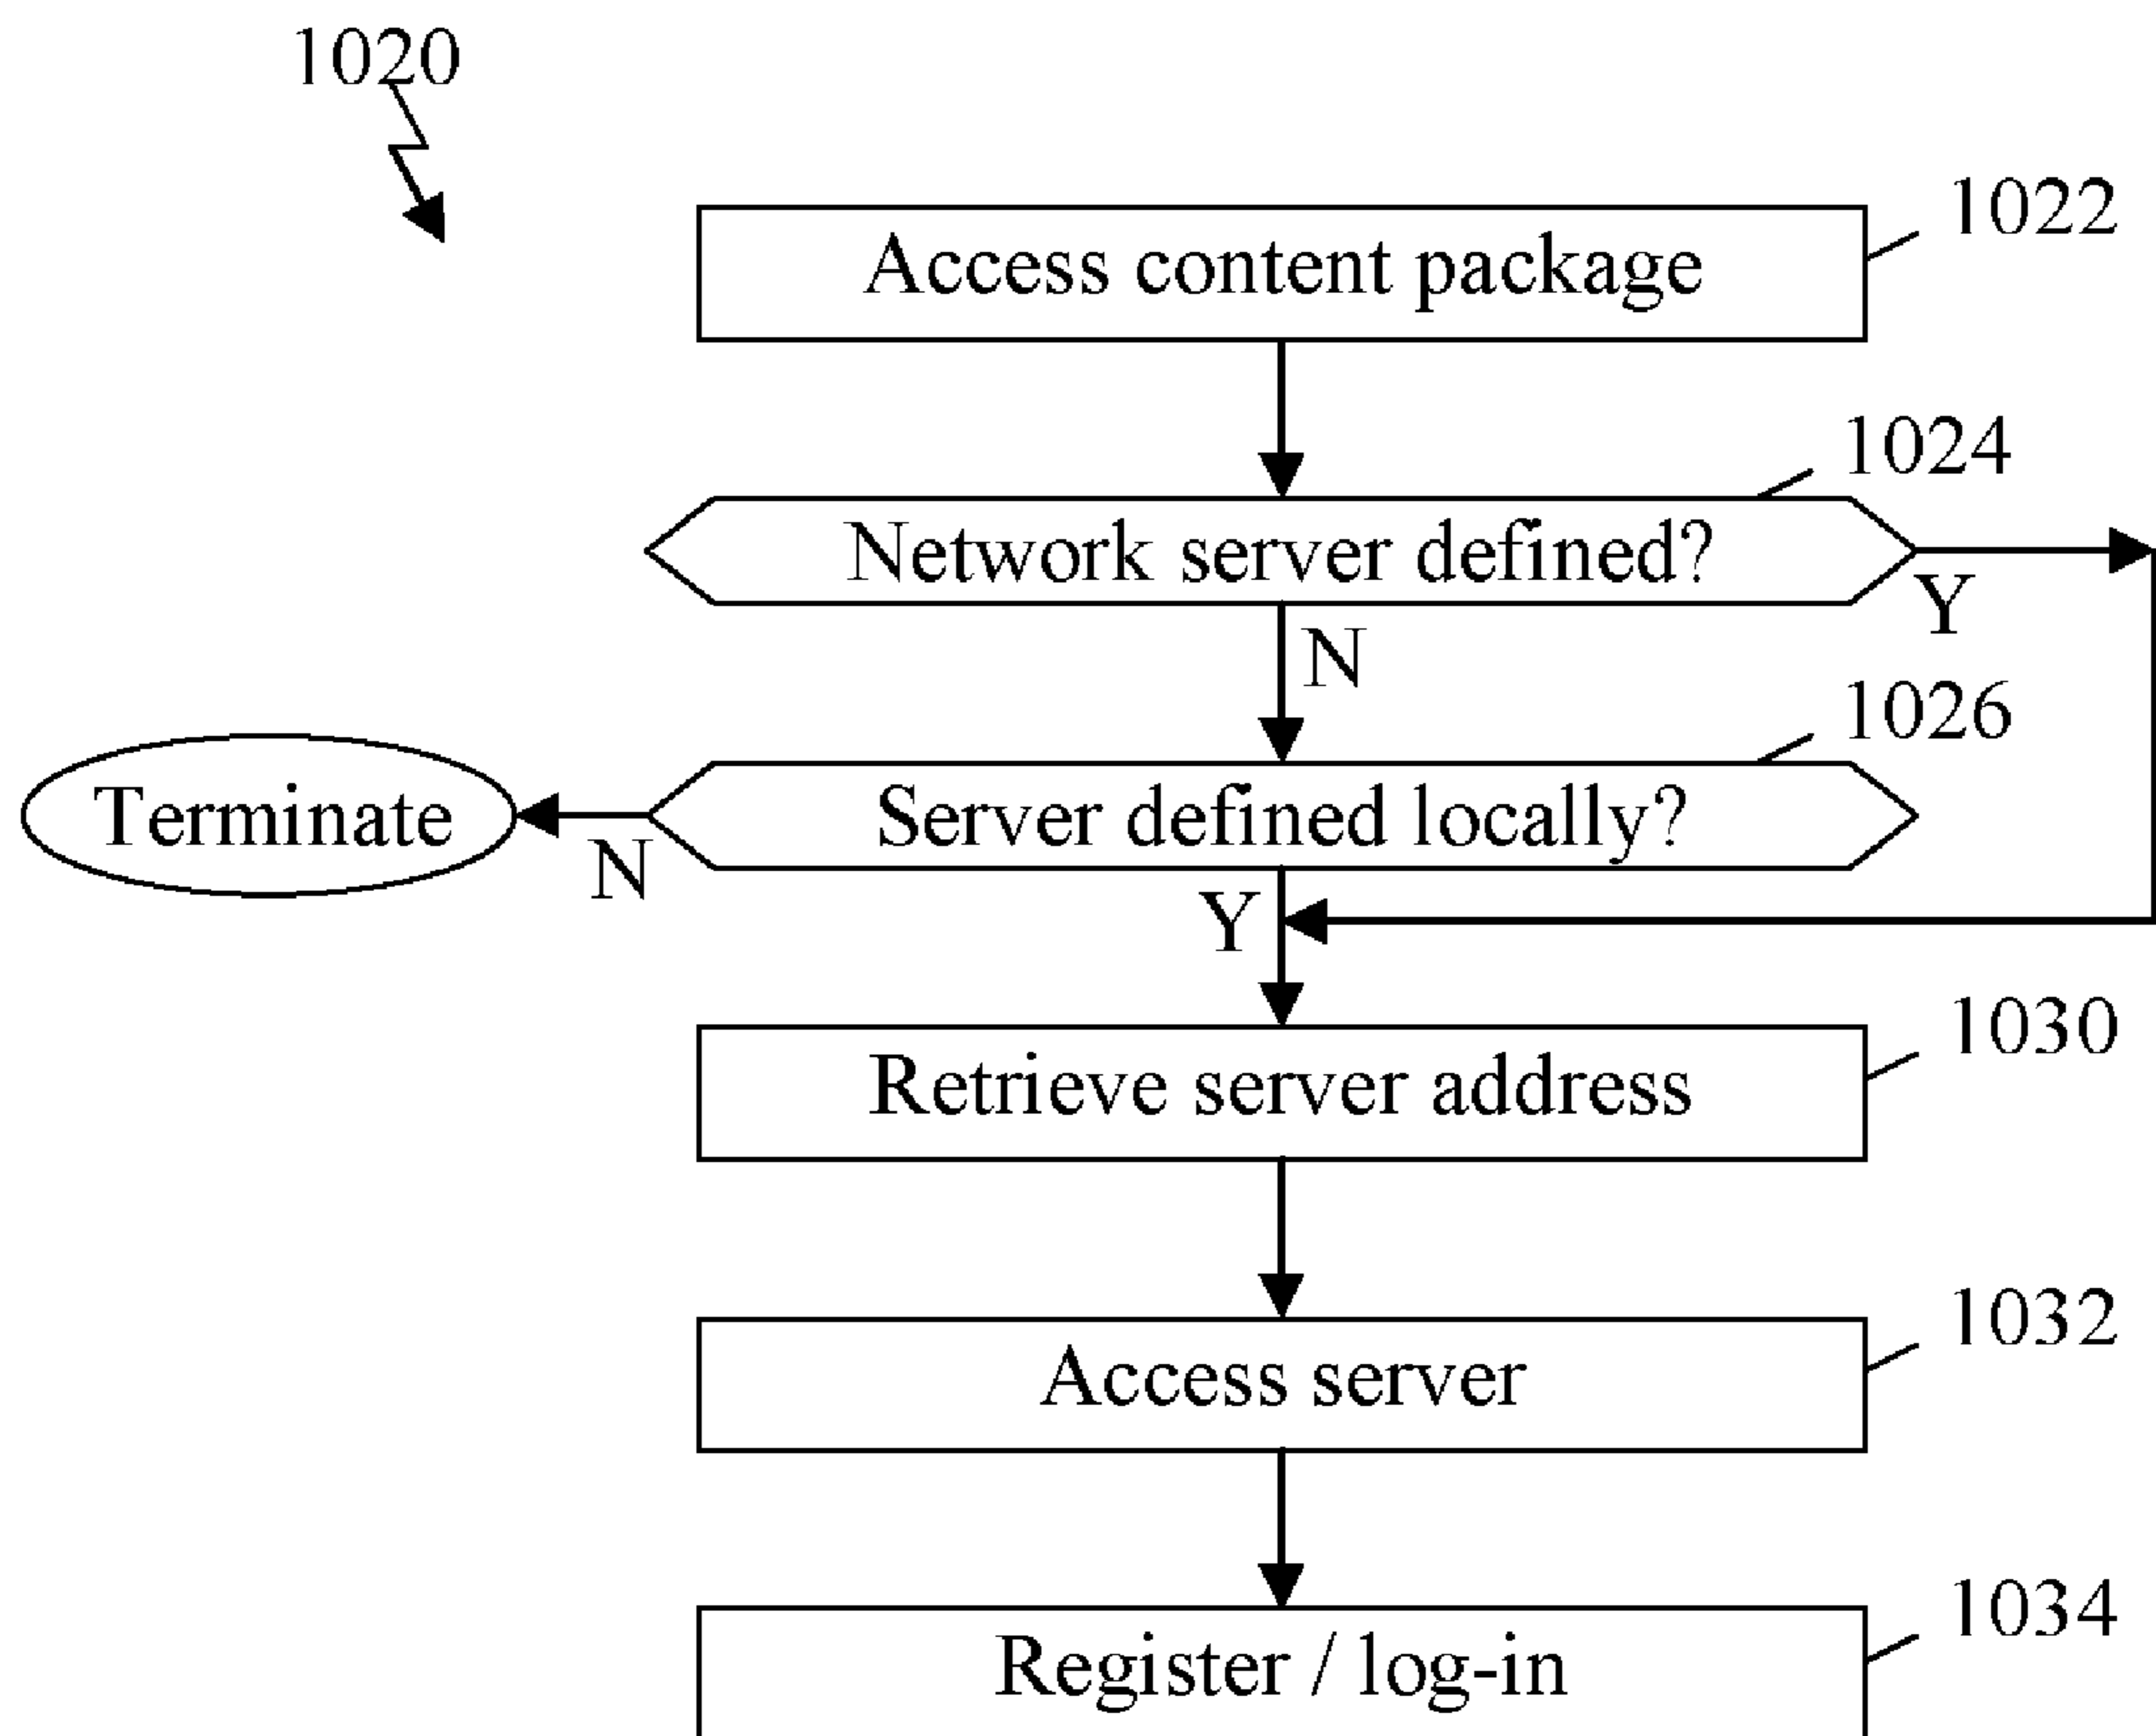 1020
1022
Access content package
1024
Network server defined?
Y
N
1026
Server defined locally?
Terminate
N
Y
1030
Retrieve server address
1032
Access server
1034
Register / log-in